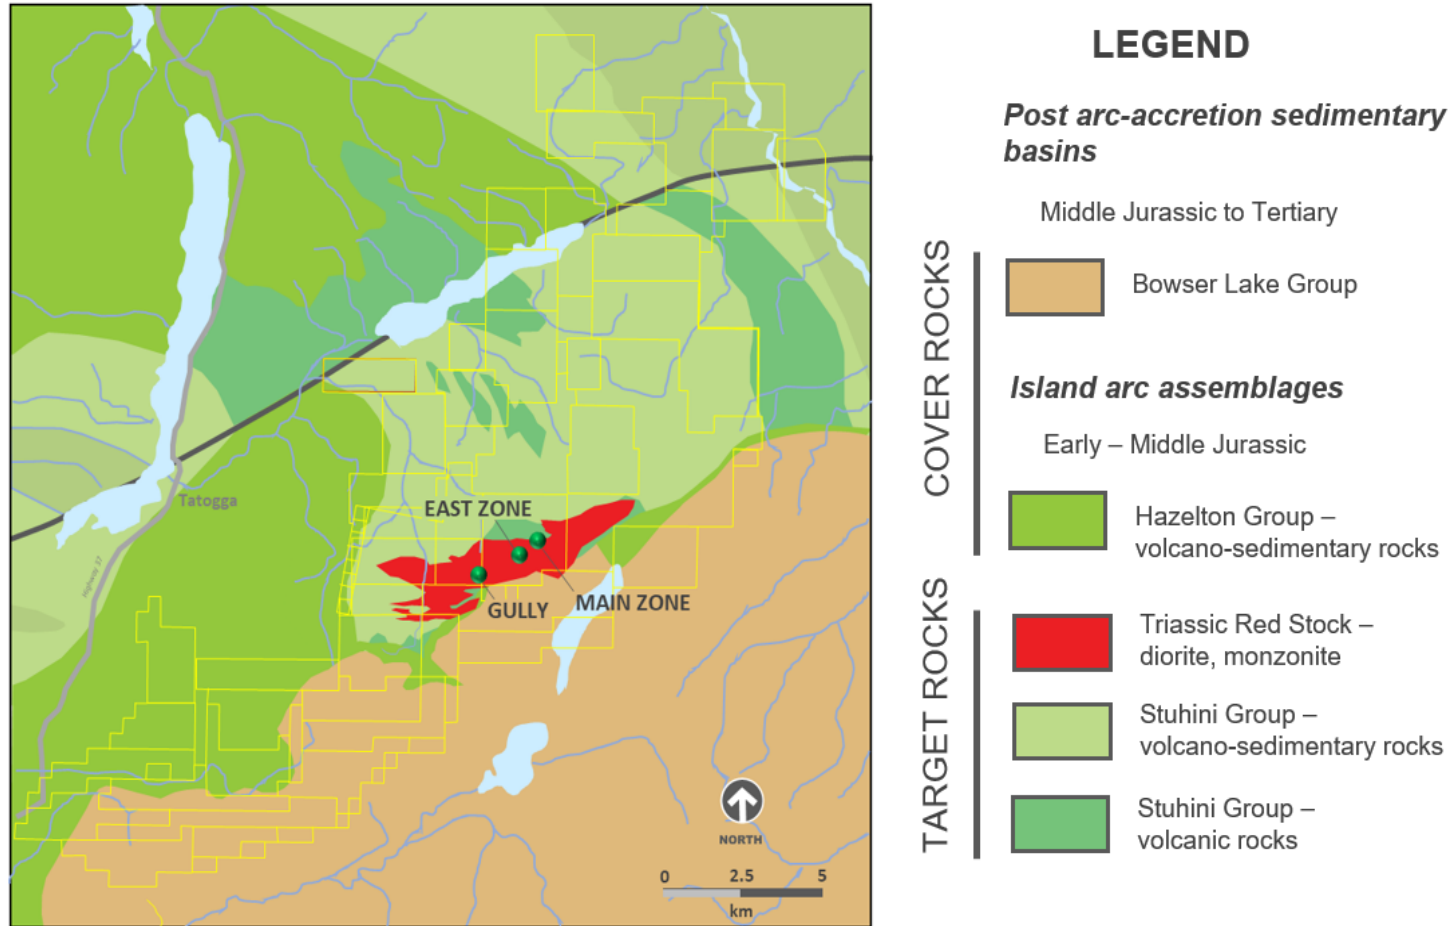 Tatogga
Highway 37
EAST ZONE
GULLY
MAIN ZONE
NORTH
0 2.5 5
km
LEGEND
Post arc-accretion sedimentary
basins
Middle Jurassic to Tertiary
COVER ROCKS
Bowser Lake Group
Island arc assemblages
Early – Middle Jurassic
Hazelton Group –
volcano-sedimentary rocks
TARGET ROCKS
Triassic Red Stock –
diorite, monzonite
Stuhini Group –
volcano-sedimentary rocks
Stuhini Group –
volcanic rocks